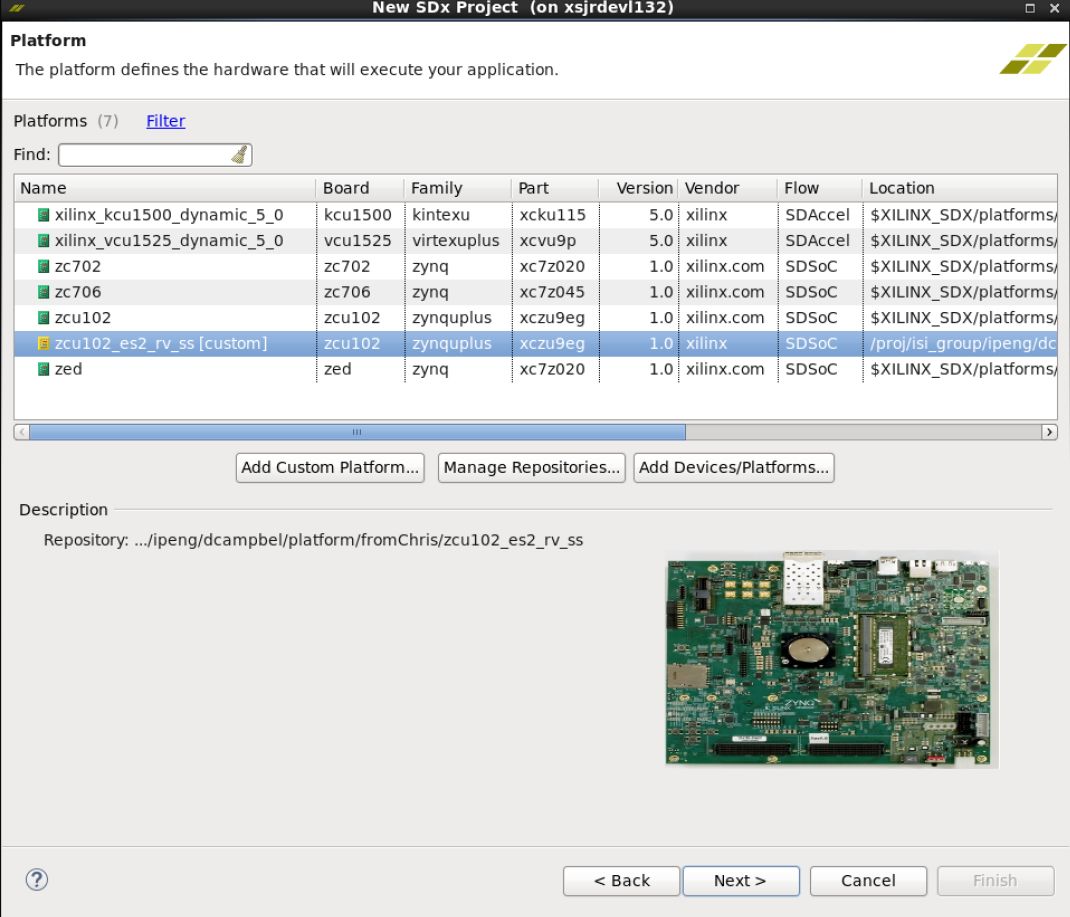 New SDx Project (on xsjrdevl132)
Platform
The platform defines the hardware that will execute your application.
Platforms (7) Filter
Find:
Name Board Family Part Version Vendor Flow Location
xilinx_kcu1500_dynamic_5_0 kcu1500 kintexu xcku115 5.0 xilinx SDAccel $XILINX_SDX/platforms/
xilinx_vcu1525_dynamic_5_0 vcu1525 virtexuplus xcvu9p 5.0 xilinx SDAccel $XILINX_SDX/platforms/
zc702 zc702 zynq xc7z020 1.0 xilinx.com SDSoC $XILINX_SDX/platforms/
zc706 zc706 zynq xc7z045 1.0 xilinx.com SDSoC $XILINX_SDX/platforms/
zcu102 zcu102 zynquplus xczu9eg 1.0 xilinx.com SDSoC $XILINX_SDX/platforms/
zcu102_es2_rv_ss [custom] zcu102 zynquplus xczu9eg 1.0 xilinx SDSoC /proj/isi_group/ipeng/dc
zed zed zynq xc7z020 1.0 xilinx.com SDSoC $XILINX_SDX/platforms/
Add Custom Platform... Manage Repositories... Add Devices/Platforms...
Description
Repository: .../ipeng/dcampbel/platform/fromChris/zcu102_es2_rv_ss
ZYNQ
? < Back Next > Cancel Finish